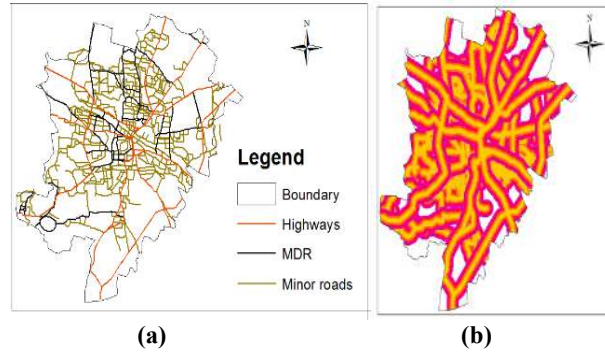 N
N
Legend
Boundary
Highways
MDR
Minor roads
(a)
(b)